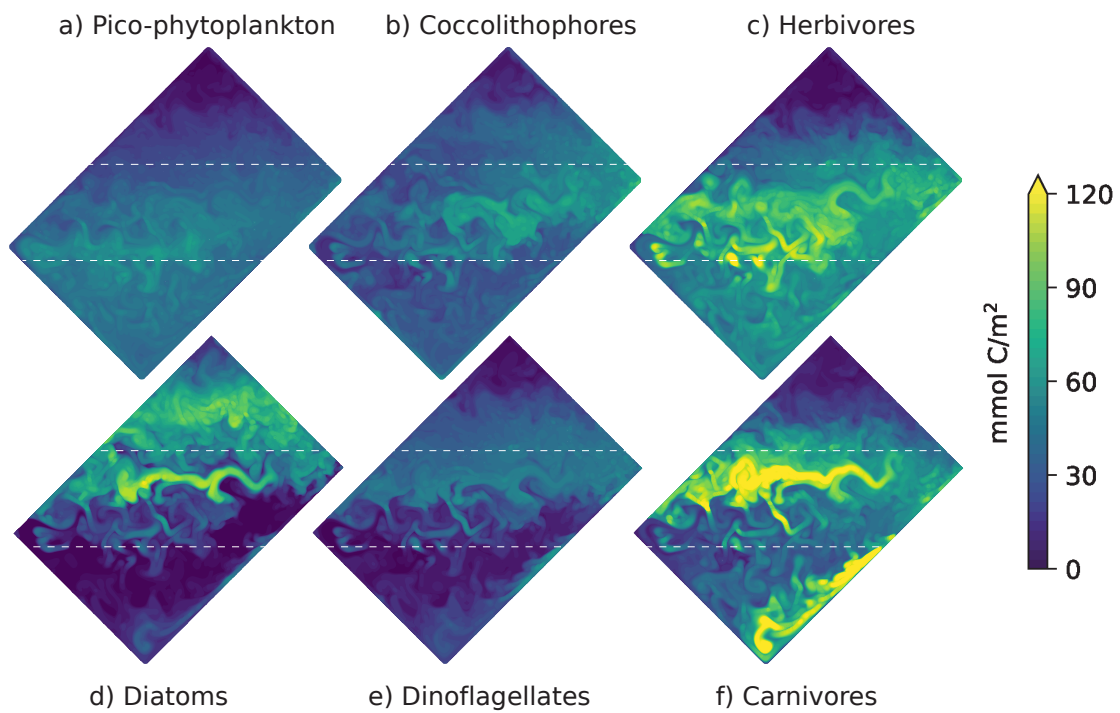 a) Pico-phytoplankton
b) Coccolithophores
c) Herbivores
120
90
60
30
0
mmol C/m²
d) Diatoms
e) Dinoflagellates
f) Carnivores